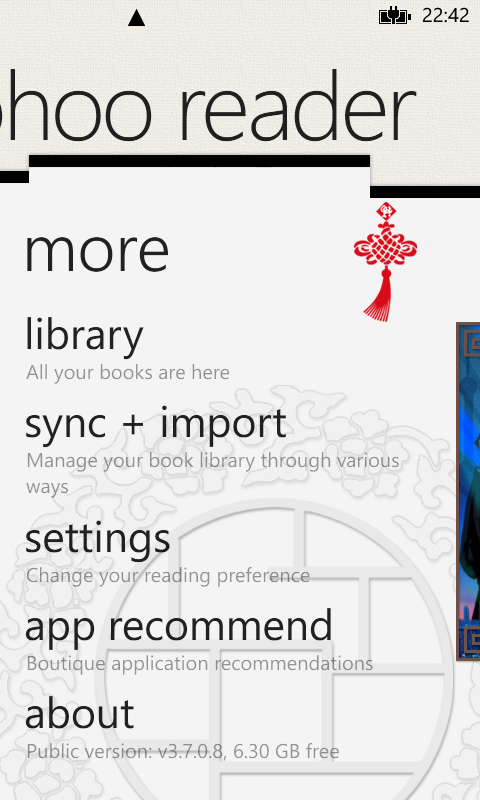 22:42
hoo reader
more
library
All your books are here
sync + import
Manage your book library through various
ways
settings
Change your reading preference
app recommend
Boutique application recommendations
about
Public version: v3.7.0.8, 6.30 GB free